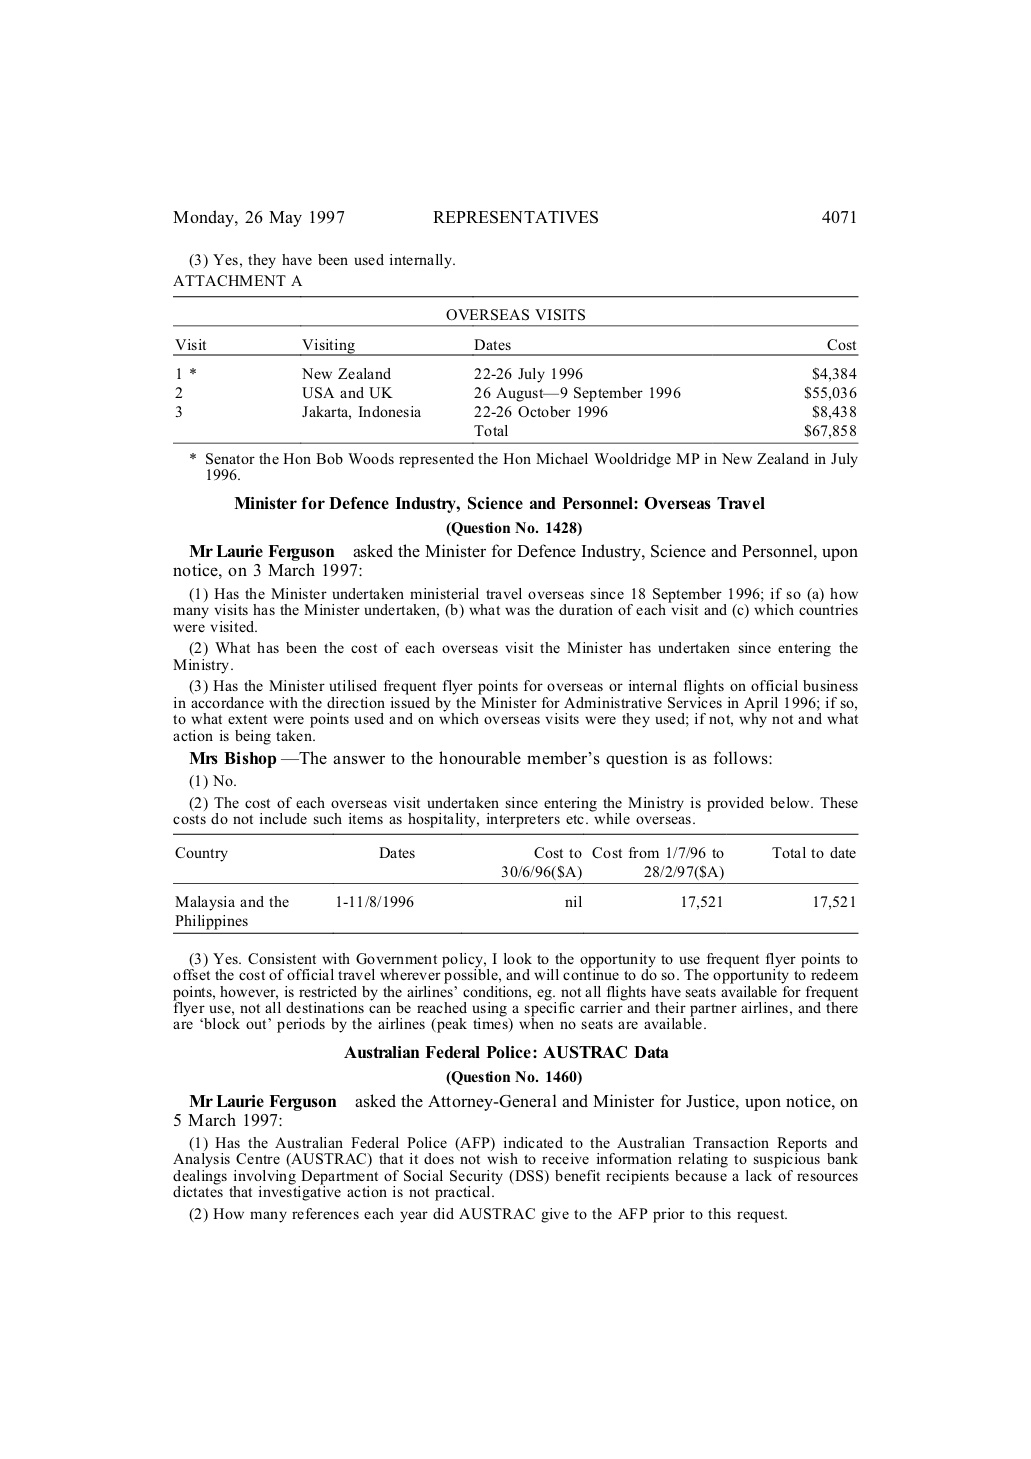 Monday, 26 May 1997 REPRESENTATIVES 4071
(3) Yes, they have been used internally.
ATTACHMENT A
OVERSEAS VISITS
Visit Visiting Dates Cost
1 * New Zealand 22-26 July 1996 $4,384
2 USA and UK 26 August—9 September 1996 $55,036
3 Jakarta, Indonesia 22-26 October 1996 $8,438
Total $67,858
* Senator the Hon Bob Woods represented the Hon Michael Wooldridge MP in New Zealand in July
1996.
Minister for Defence Industry, Science and Personnel: Overseas Travel
(Question No. 1428)
Mr Laurie Ferguson asked the Minister for Defence Industry, Science and Personnel, upon
notice, on 3 March 1997:
(1) Has the Minister undertaken ministerial travel overseas since 18 September 1996; if so (a) how
many visits has the Minister undertaken, (b) what was the duration of each visit and (c) which countries
were visited.
(2) What has been the cost of each overseas visit the Minister has undertaken since entering the
Ministry.
(3) Has the Minister utilised frequent flyer points for overseas or internal flights on official business
in accordance with the direction issued by the Minister for Administrative Services in April 1996; if so,
to what extent were points used and on which overseas visits were they used; if not, why not and what
action is being taken.
Mrs Bishop —The answer to the honourable member’s question is as follows:
(1) No.
(2) The cost of each overseas visit undertaken since entering the Ministry is provided below. These
costs do not include such items as hospitality, interpreters etc. while overseas.
Country Dates Cost to Cost from 1/7/96 to Total to date
30/6/96($A) 28/2/97($A)
Malaysia and the 1-11/8/1996 nil 17,521 17,521
Philippines
(3) Yes. Consistent with Government policy, I look to the opportunity to use frequent flyer points to
offset the cost of official travel wherever possible, and will continue to do so. The opportunity to redeem
points, however, is restricted by the airlines’ conditions, eg. not all flights have seats available for frequent
flyer use, not all destinations can be reached using a specific carrier and their partner airlines, and there
are ‘block out’ periods by the airlines (peak times) when no seats are available.
Australian Federal Police: AUSTRAC Data
(Question No. 1460)
Mr Laurie Ferguson asked the Attorney-General and Minister for Justice, upon notice, on
5 March 1997:
(1) Has the Australian Federal Police (AFP) indicated to the Australian Transaction Reports and
Analysis Centre (AUSTRAC) that it does not wish to receive information relating to suspicious bank
dealings involving Department of Social Security (DSS) benefit recipients because a lack of resources
dictates that investigative action is not practical.
(2) How many references each year did AUSTRAC give to the AFP prior to this request.